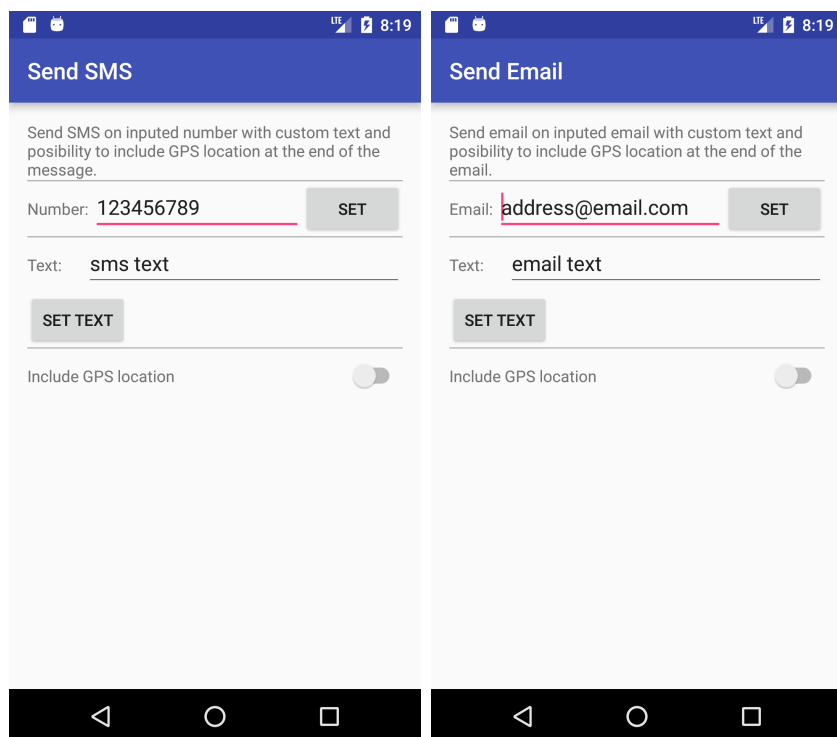 LTE 8:19
Send SMS
Send SMS on inputed number with custom text and
posibility to include GPS location at the end of the
message.
Number: 123456789 SET
Text: sms text
SET TEXT
Include GPS location
LTE 8:19
Send Email
Send email on inputed email with custom text and
posibility to include GPS location at the end of the
email.
Email: address@email.com SET
Text: email text
SET TEXT
Include GPS location